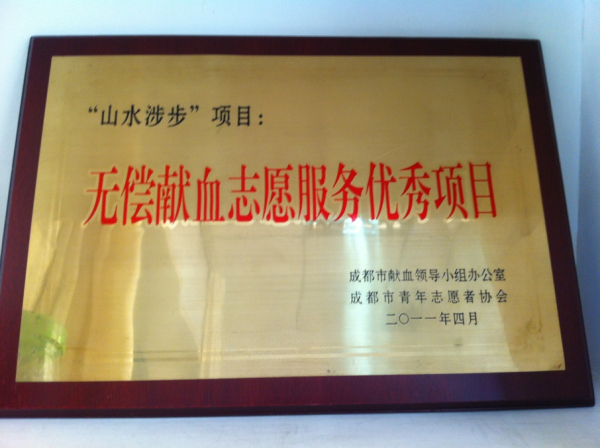 “山水涉步”项目：
无偿献血志愿服务优秀项目
成都市献血领导小组办公室
成都市青年志愿者协会
二〇一一年四月